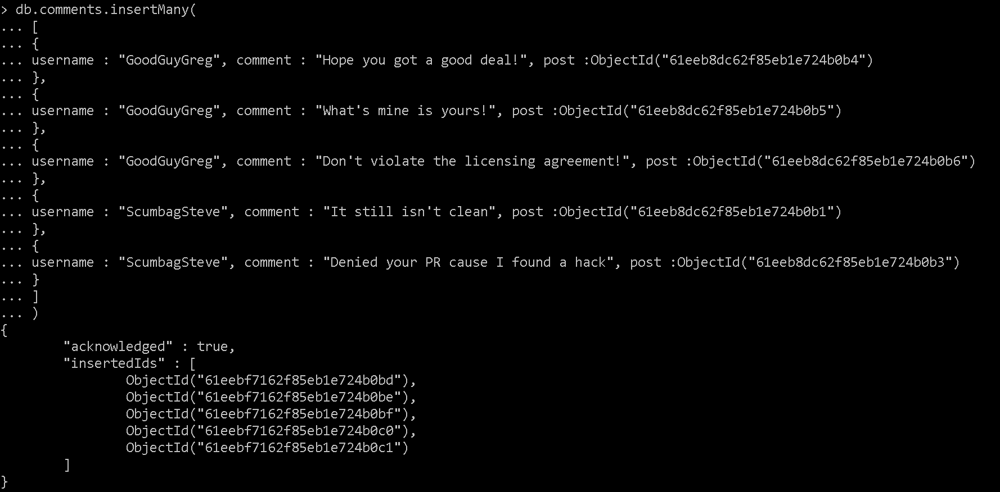 > db.comments.insertMany(
... [
... {
... username : "GoodGuyGreg", comment : "Hope you got a good deal!", post :ObjectId("61eeb8dc62f85eb1e724b0b4")
... },
... {
... username : "GoodGuyGreg", comment : "What's mine is yours!", post :ObjectId("61eeb8dc62f85eb1e724b0b5")
... },
... {
... username : "GoodGuyGreg", comment : "Don't violate the licensing agreement!", post :ObjectId("61eeb8dc62f85eb1e724b0b6")
... },
... {
... username : "ScumbagSteve", comment : "It still isn't clean", post :ObjectId("61eeb8dc62f85eb1e724b0b1")
... },
... {
... username : "ScumbagSteve", comment : "Denied your PR cause I found a hack", post :ObjectId("61eeb8dc62f85eb1e724b0b3")
... }
... ]
... )
{
        "acknowledged" : true,
        "insertedIds" : [
                ObjectId("61eebf7162f85eb1e724b0bd"),
                ObjectId("61eebf7162f85eb1e724b0be"),
                ObjectId("61eebf7162f85eb1e724b0bf"),
                ObjectId("61eebf7162f85eb1e724b0c0"),
                ObjectId("61eebf7162f85eb1e724b0c1")
        ]
}